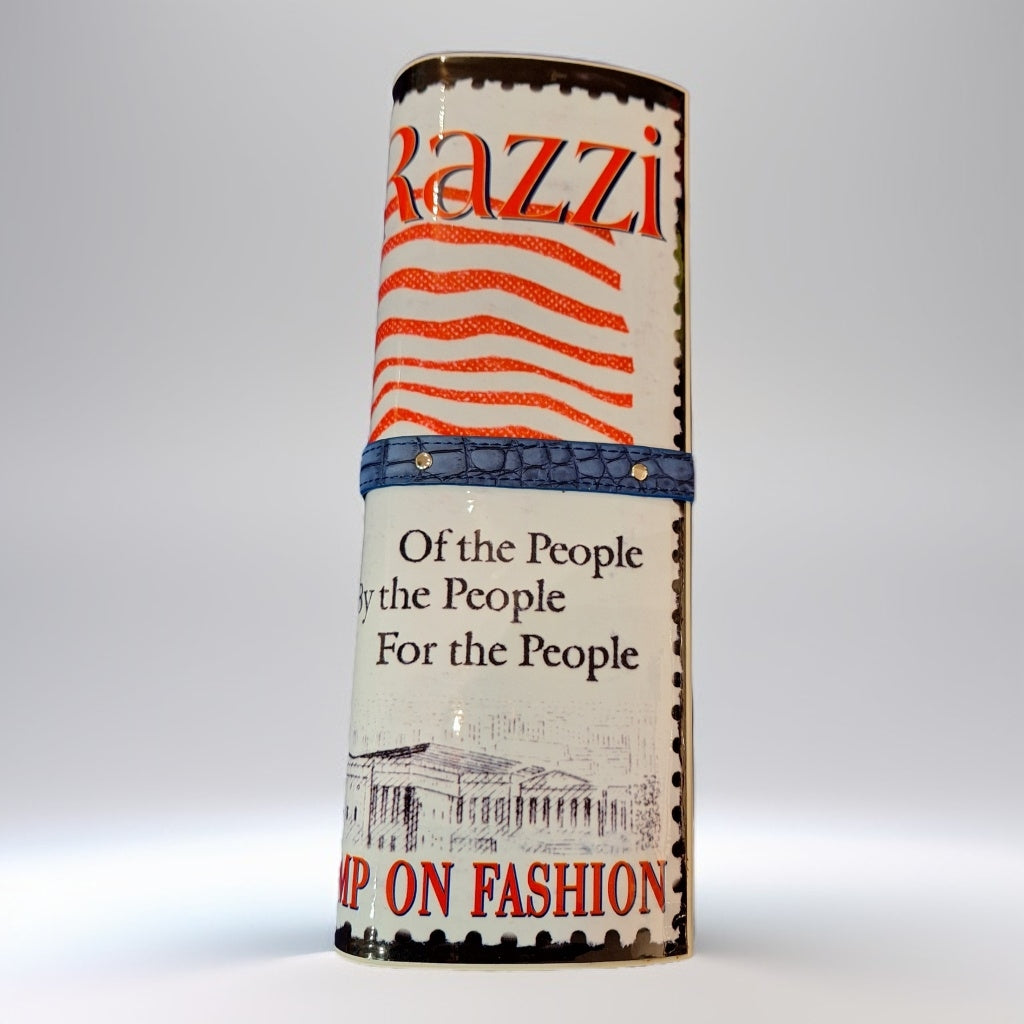 Razzi
Of the People
By the People
For the People
MP ON FASHION